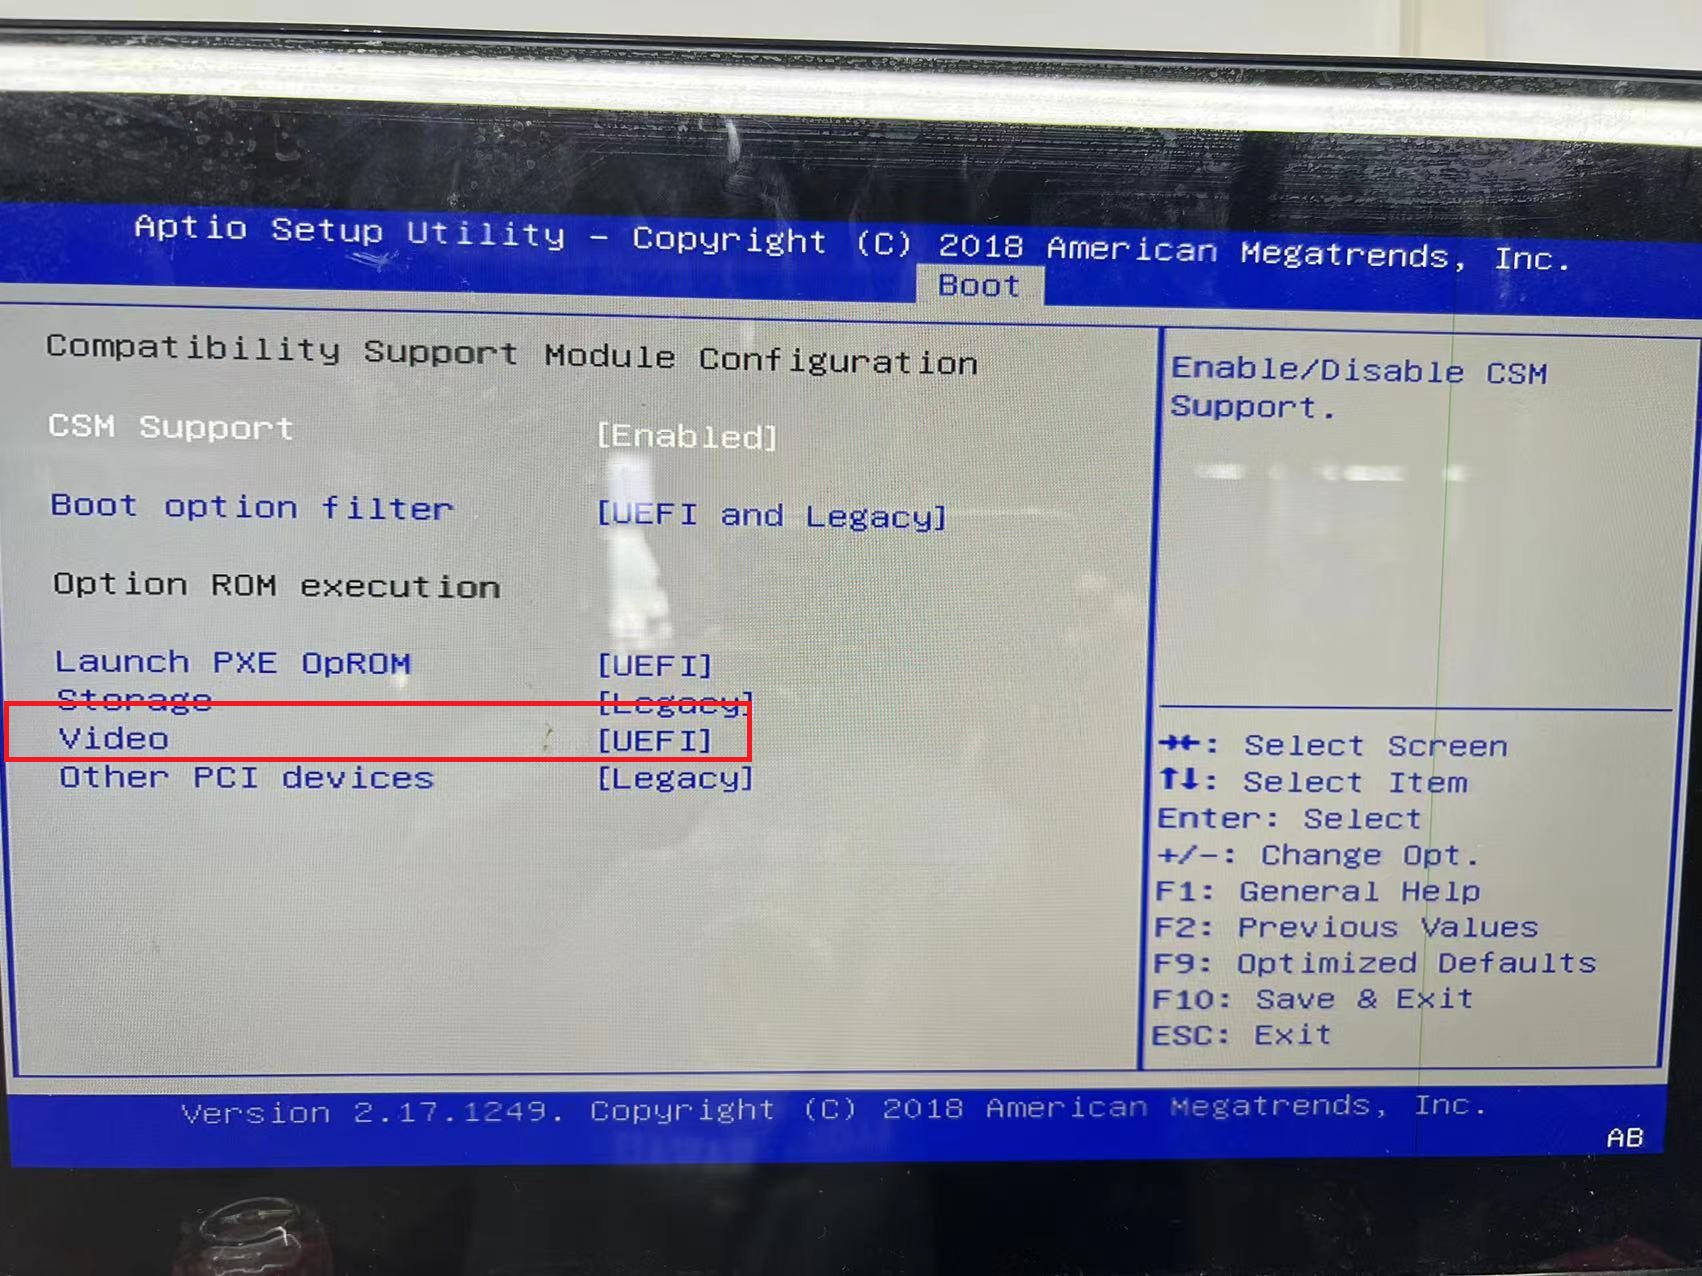 Aptio Setup Utility - Copyright (C) 2018 American Megatrends, Inc.
Boot
Compatibility Support Module Configuration
CSM Support [Enabled]
Boot option filter [UEFI and Legacy]
Option ROM execution
Launch PXE OpROM [UEFI]
Storage [Legacy]
Video [UEFI]
Other PCI devices [Legacy]
Enable/Disable CSM
Support.
→←: Select Screen
↑↓: Select Item
Enter: Select
+/-: Change Opt.
F1: General Help
F2: Previous Values
F9: Optimized Defaults
F10: Save & Exit
ESC: Exit
Version 2.17.1249. Copyright (C) 2018 American Megatrends, Inc.
AB